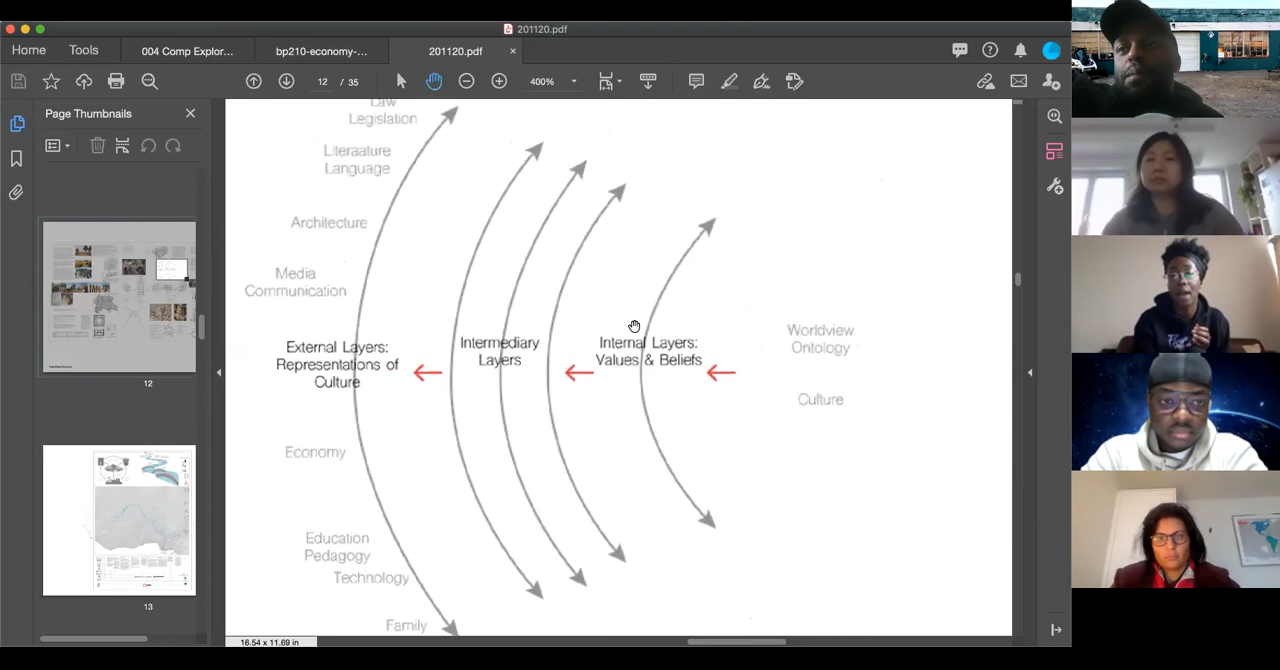 201120.pdf
Home
Tools
004 Comp Explor...
bp210-economy-...
201120.pdf
12 / 35
400%
Page Thumbnails
12
13
Law
Legislation
Literaature
Language
Architecture
Media
Communication
External Layers:
Representations of
Culture
Intermediary
Layers
Internal Layers:
Values & Beliefs
Worldview
Ontology
Culture
Economy
Education
Pedagogy
Technology
Family
16.54 x 11.69 in